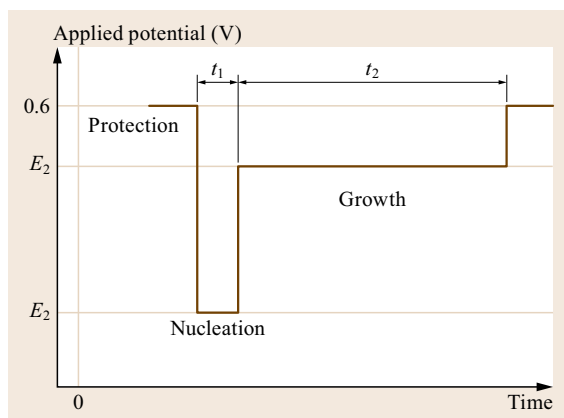 Applied potential (V)
t1
t2
0.6
Protection
E2
Growth
E2
Nucleation
0
Time